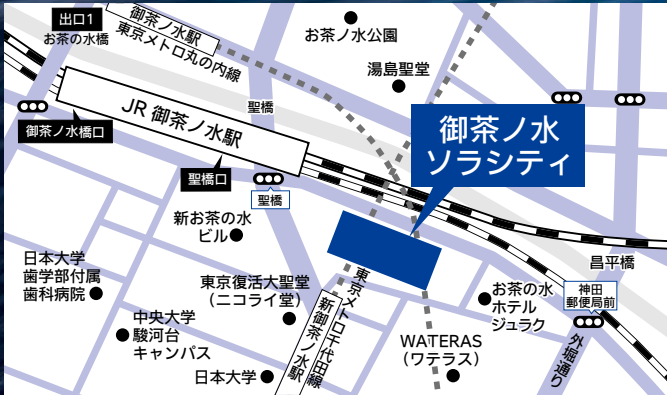 出口1
お茶の水橋
御茶ノ水駅
東京メトロ丸の内線
お茶ノ水公園
湯島聖堂
聖橋
JR 御茶ノ水駅
御茶ノ水橋口
聖橋口
聖橋
御茶ノ水
ソラシティ
新お茶の水
ビル
昌平橋
日本大学
歯学部付属
歯科病院
東京復活大聖堂
(ニコライ堂)
東京メトロ千代田線
新御茶ノ水駅
お茶の水
ホテル
ジュラク
神田
郵便局前
中央大学
駿河台
キャンパス
WATERAS
(ワテラス)
外堀通り
日本大学